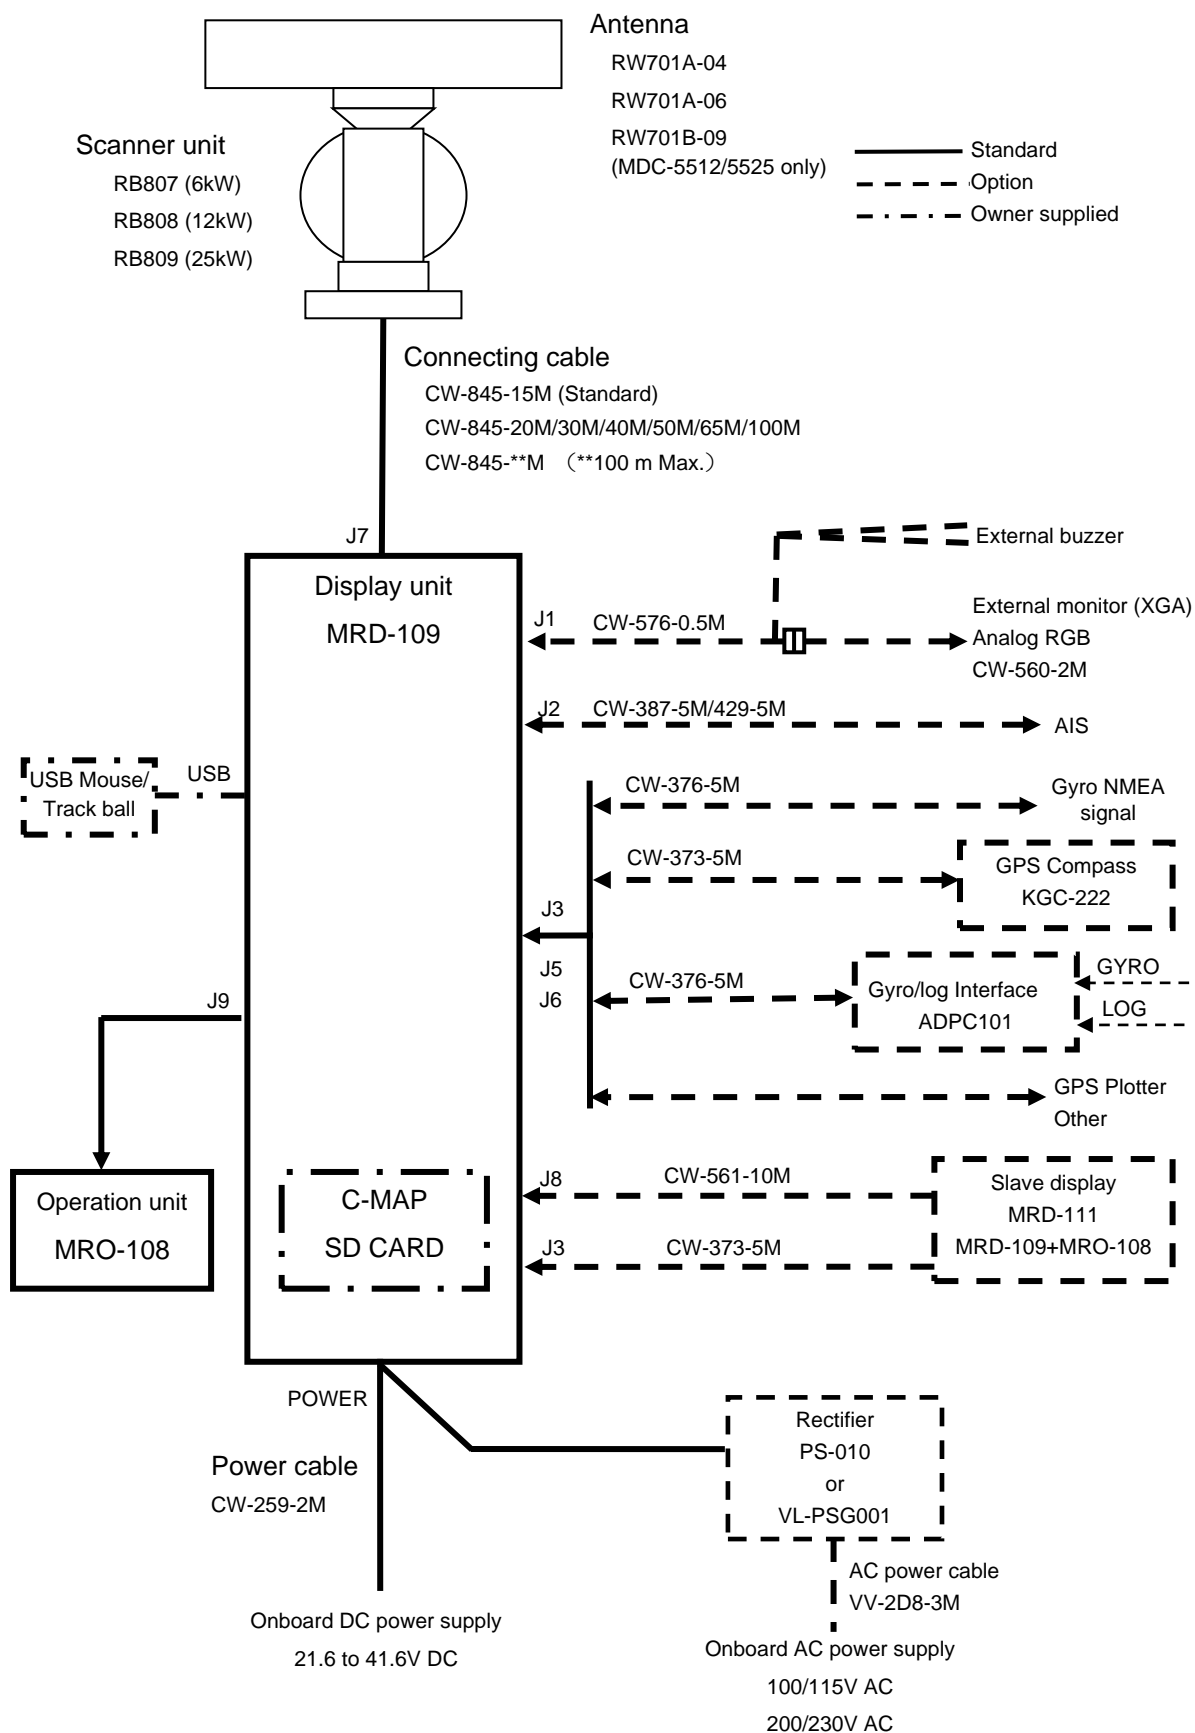 Antenna
RW701A-04
RW701A-06
RW701B-09
(MDC-5512/5525 only)
Scanner unit
RB807 (6kW)
RB808 (12kW)
RB809 (25kW)
Standard
Option
Owner supplied
Connecting cable
CW-845-15M (Standard)
CW-845-20M/30M/40M/50M/65M/100M
CW-845-**M （**100 m Max.）
J7
Display unit
MRD-109
External buzzer
J1
CW-576-0.5M
External monitor (XGA)
Analog RGB
CW-560-2M
J2
CW-387-5M/429-5M
AIS
USB Mouse/
Track ball
USB
CW-376-5M
Gyro NMEA
signal
CW-373-5M
GPS Compass
KGC-222
J3
J5
J6
CW-376-5M
Gyro/log Interface
ADPC101
GYRO
LOG
J9
GPS Plotter
Other
Operation unit
MRO-108
C-MAP
SD CARD
J8
CW-561-10M
Slave display
MRD-111
MRD-109+MRO-108
J3
CW-373-5M
POWER
Power cable
CW-259-2M
Rectifier
PS-010
or
VL-PSG001
AC power cable
VV-2D8-3M
Onboard DC power supply
21.6 to 41.6V DC
Onboard AC power supply
100/115V AC
200/230V AC